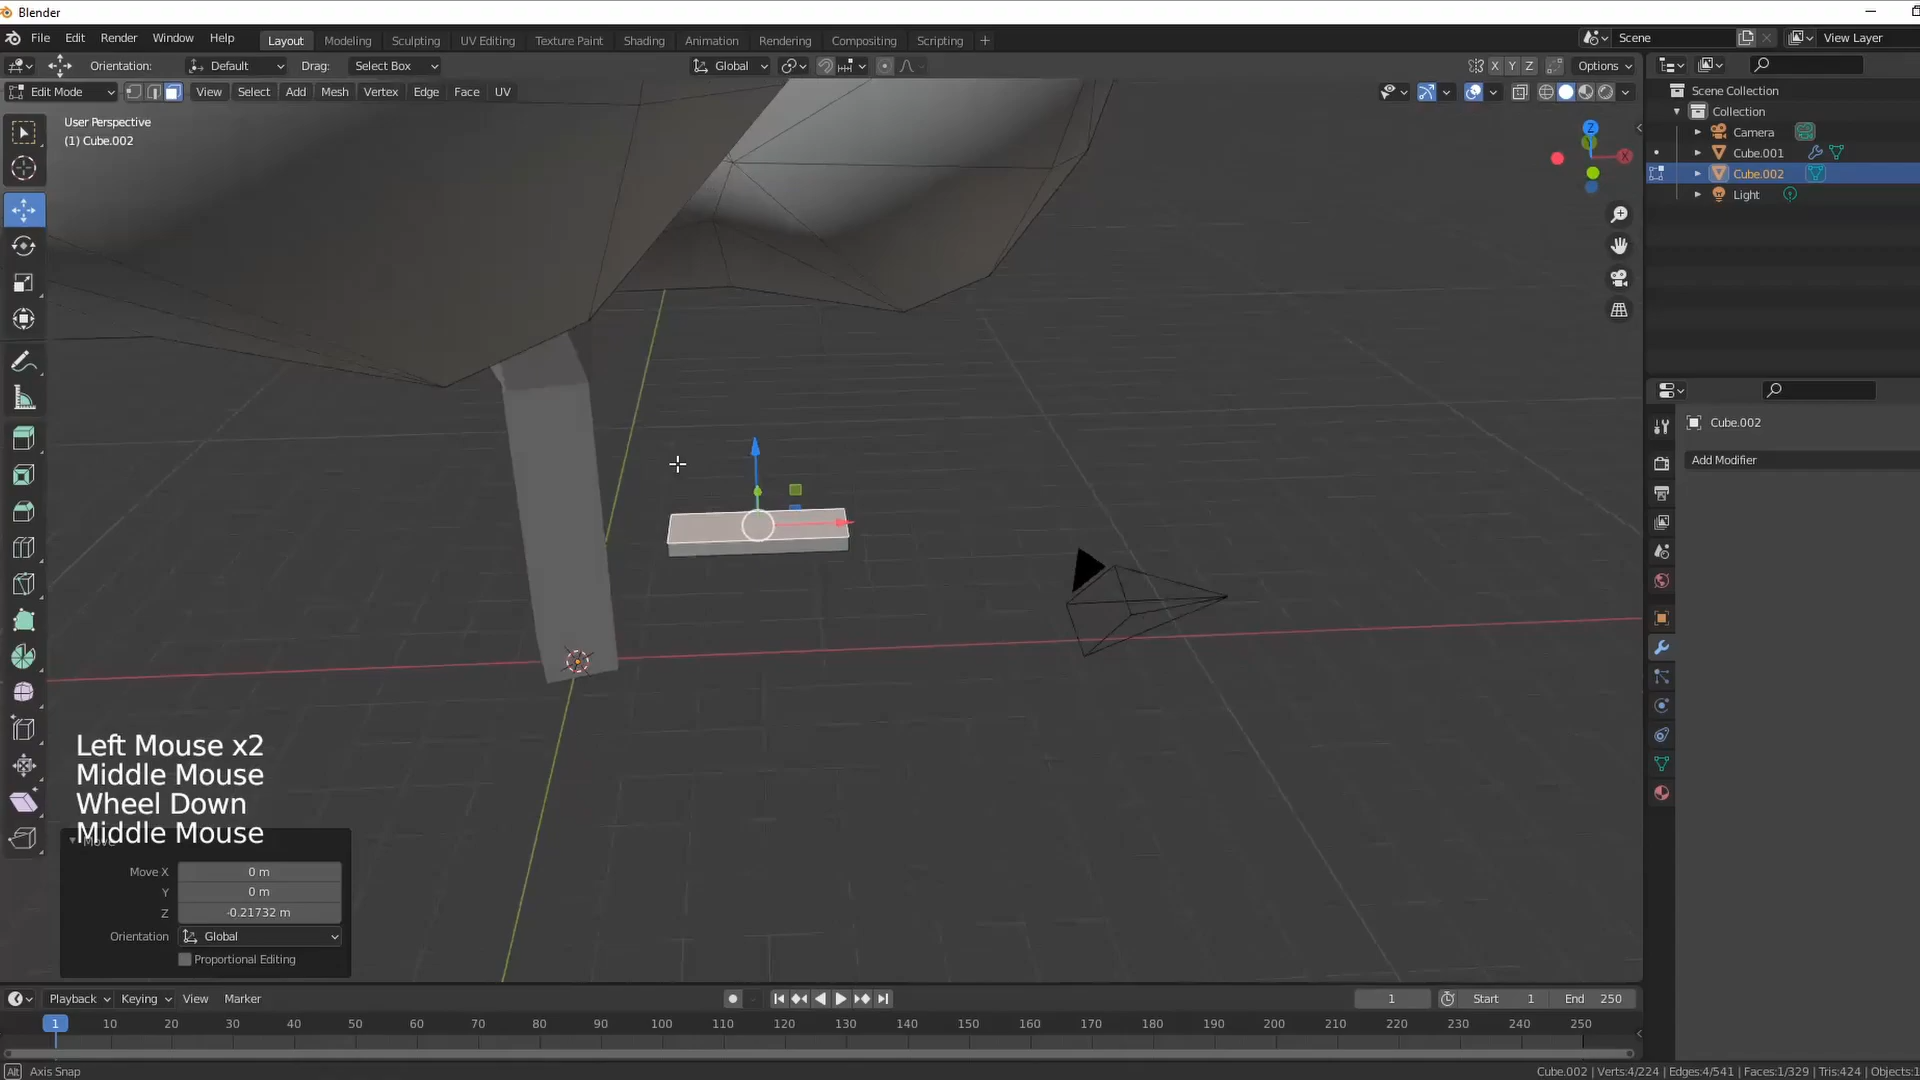 Blender
File Edit Render Window Help Layout Modeling Sculpting UV Editing Texture Paint Shading Animation Rendering Compositing Scripting + Scene View Layer
Orientation: Default Drag: Select Box Global X Y Z Options
Edit Mode View Select Add Mesh Vertex Edge Face UV
Scene Collection
Collection
Camera
Cube.001
Cube.002
Light
User Perspective
(1) Cube.002
Z
X
Cube.002
Add Modifier
Left Mouse x2
Middle Mouse
Wheel Down
Middle Mouse
Move
Move X 0 m
Y 0 m
Z -0.21732 m
Orientation Global
Proportional Editing
Playback Keying View Marker 1 Start 1 End 250
1 10 20 30 40 50 60 70 80 90 100 110 120 130 140 150 160 170 180 190 200 210 220 230 240 250
Alt Axis Snap Cube.002 | Verts:4/224 | Edges:4/541 | Faces:1/329 | Tris:424 | Objects:1